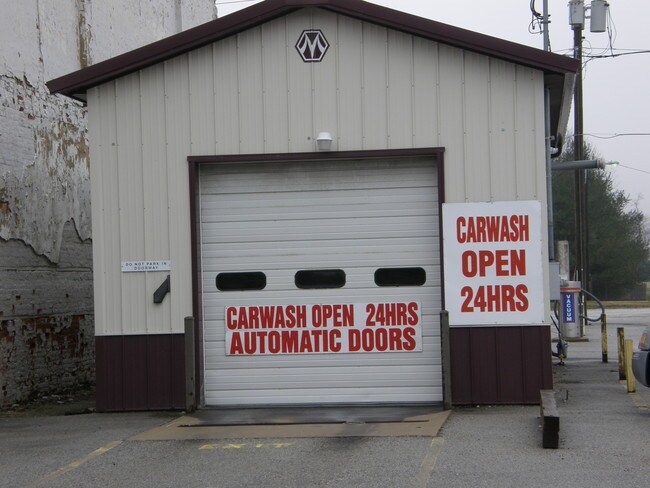 M
DO NOT PARK IN
DOORWAY
CARWASH
OPEN
24HRS
CARWASH OPEN 24HRS
AUTOMATIC DOORS
VACUUM